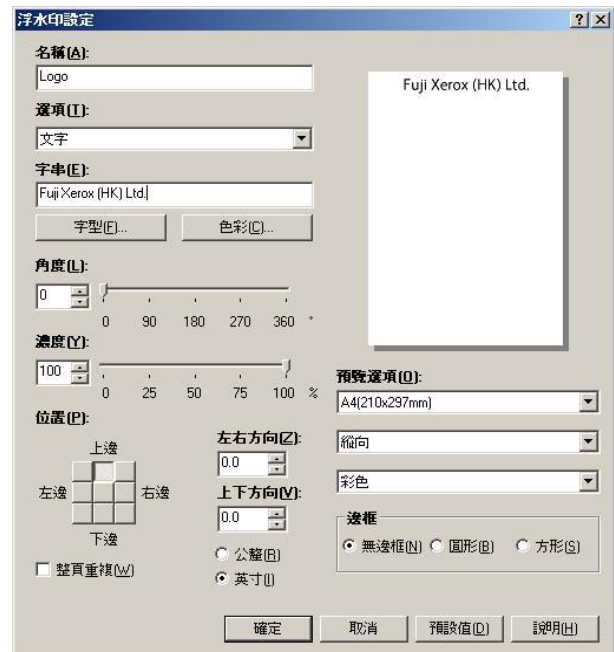 浮水印設定
名稱(A):
Logo
選項(T):
文字
字串(E):
Fuji Xerox (HK) Ltd.
字型(F)...
色彩(C)...
角度(L):
0
0 90 180 270 360 °
濃度(Y):
100
0 25 50 75 100 %
位置(P):
上邊
左邊
右邊
下邊
整頁重複(W)
左右方向(Z):
0.0
上下方向(V):
0.0
公釐(R)
英寸(I)
Fuji Xerox (HK) Ltd.
預覽選項(O):
A4(210x297mm)
縱向
彩色
邊框
無邊框(N) 圓形(B) 方形(S)
確定
取消
預設值(D)
說明(H)